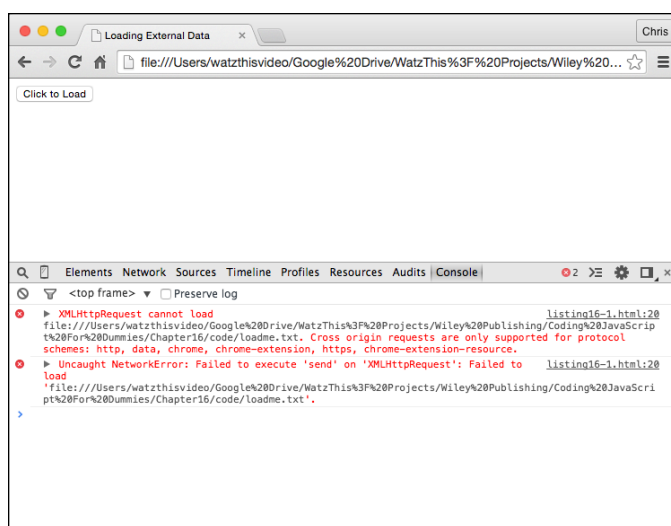 Loading External Data
Chris
file:///Users/watzthisvideo/Google%20Drive/WatzThis%3F%20Projects/Wiley%20...
Click to Load
Elements Network Sources Timeline Profiles Resources Audits Console
2
<top frame> ▼ Preserve log
XMLHttpRequest cannot load listing16-1.html:20
file:///Users/watzthisvideo/Google%20Drive/WatzThis%3F%20Projects/Wiley%20Publishing/Coding%20JavaScrip
t%20For%20Dummies/Chapter16/code/loadme.txt. Cross origin requests are only supported for protocol
schemes: http, data, chrome, chrome-extension, https, chrome-extension-resource.
Uncaught NetworkError: Failed to execute 'send' on 'XMLHttpRequest': Failed to listing16-1.html:20
load
'file:///Users/watzthisvideo/Google%20Drive/WatzThis%3F%20Projects/Wiley%20Publishing/Coding%20JavaScri
pt%20For%20Dummies/Chapter16/code/loadme.txt'.